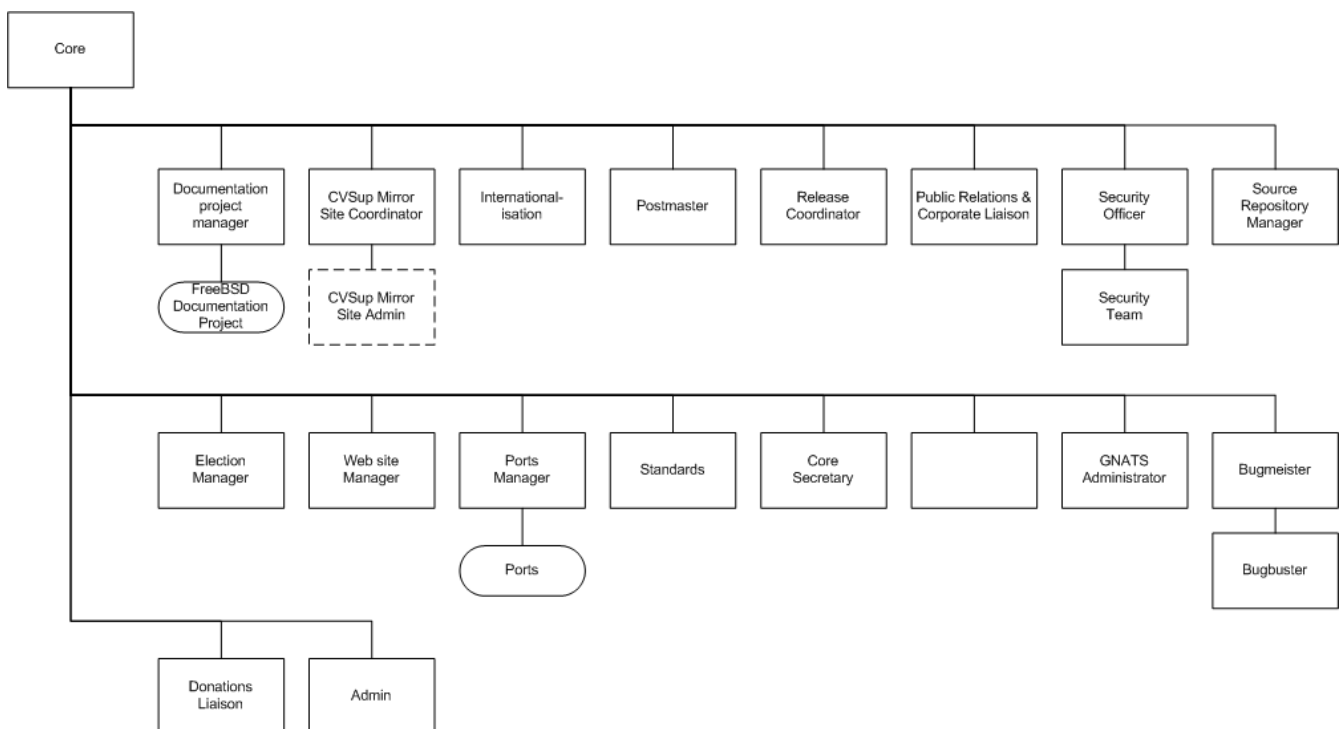 Core
Documentation
project
manager
CVSup Mirror
Site Coordinator
International-
isation
Postmaster
Release
Coordinator
Public Relations &
Corporate Liaison
Security
Officer
Source
Repository
Manager
FreeBSD
Documentation
Project
CVSup Mirror
Site Admin
Security
Team
Election
Manager
Web site
Manager
Ports
Manager
Standards
Core
Secretary
GNATS
Administrator
Bugmeister
Ports
Bugbuster
Donations
Liaison
Admin